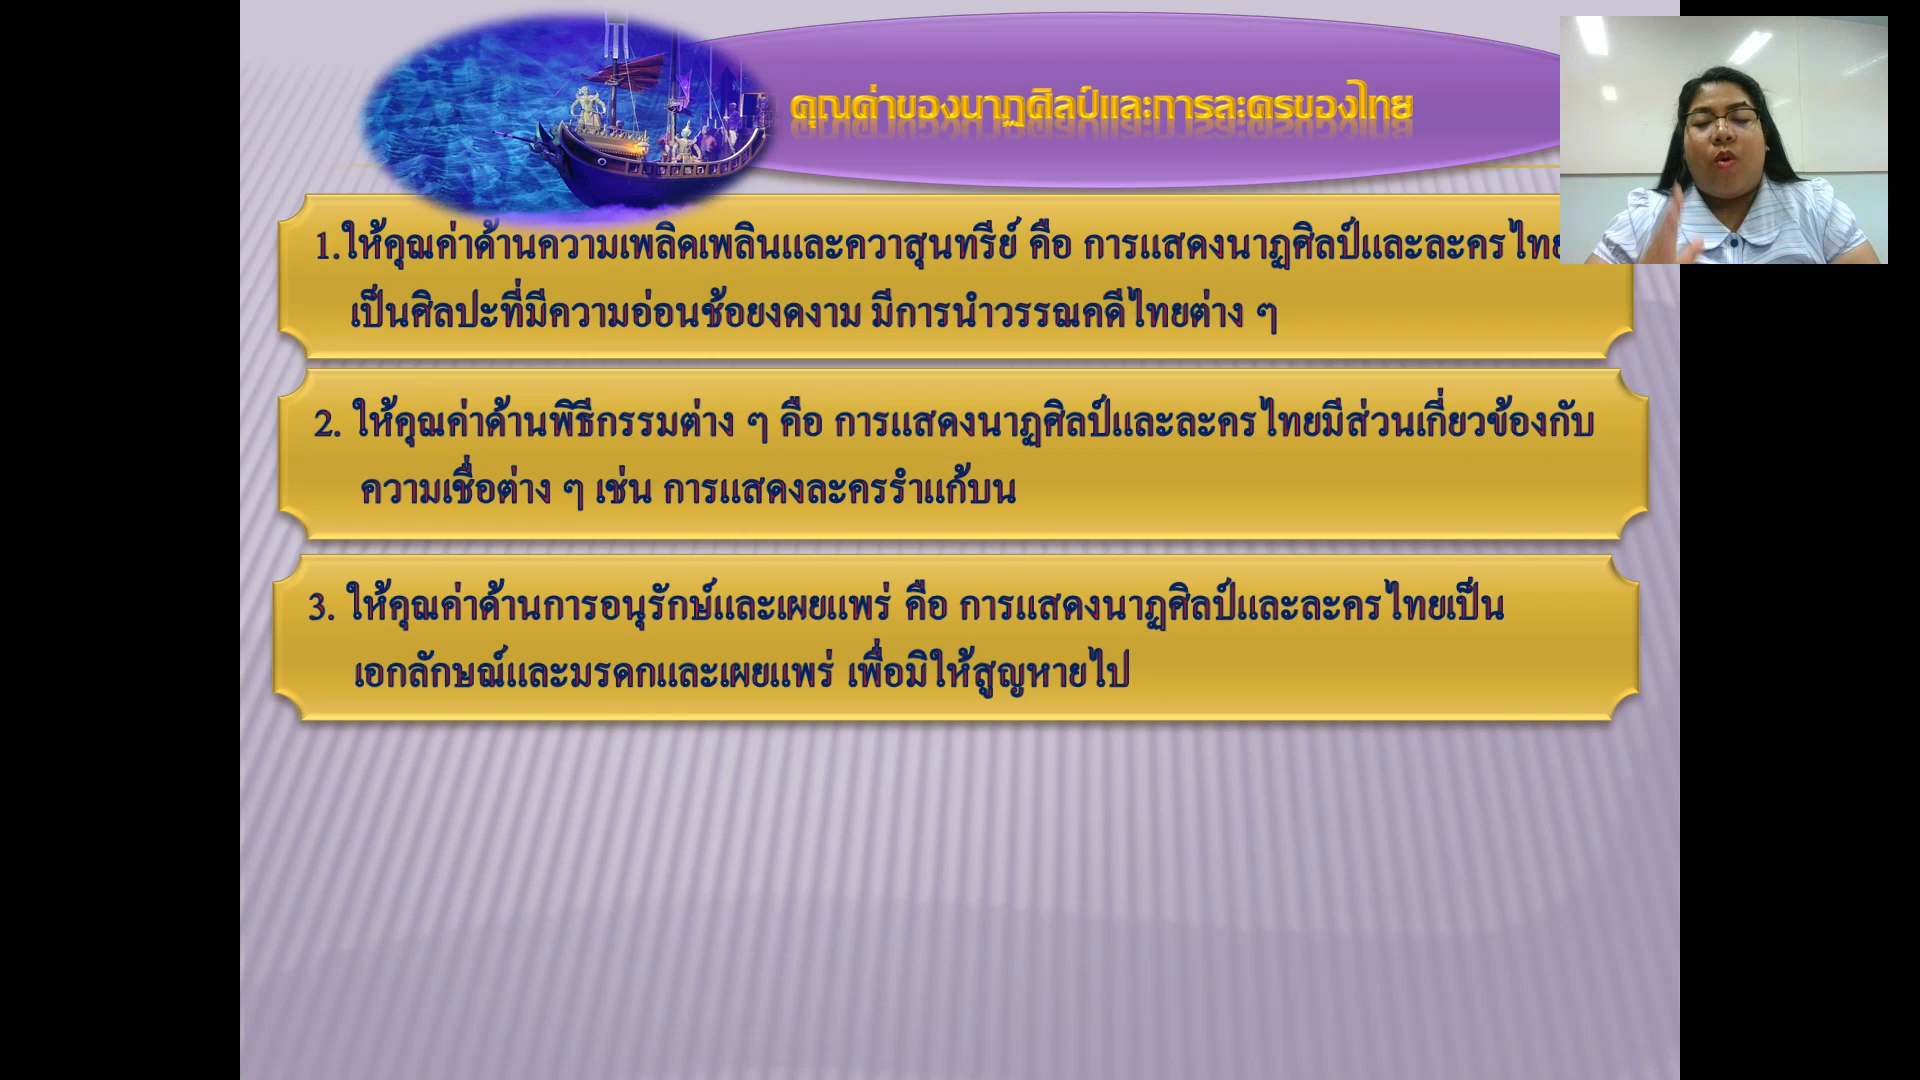 คุณค่าของนาฏศิลป์และการละครของไทย
1.ให้คุณค่าด้านความเพลิดเพลินและควาสุนทรีย์ คือ การแสดงนาฏศิลป์และละครไทย
เป็นศิลปะที่มีความอ่อนช้อยงดงาม มีการนำวรรณคดีไทยต่าง ๆ
2. ให้คุณค่าด้านพิธีกรรมต่าง ๆ คือ การแสดงนาฏศิลป์และละครไทยมีส่วนเกี่ยวข้องกับ
ความเชื่อต่าง ๆ เช่น การแสดงละครรำแก้บน
3. ให้คุณค่าด้านการอนุรักษ์และเผยแพร่ คือ การแสดงนาฏศิลป์และละครไทยเป็น
เอกลักษณ์และมรดกและเผยแพร่ เพื่อมิให้สูญหายไป